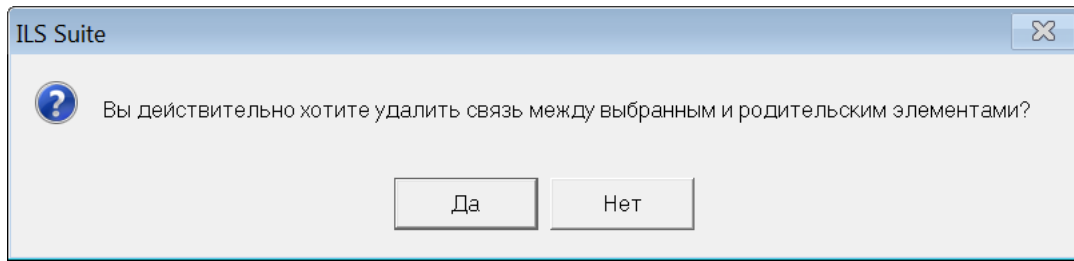 ILS Suite
Вы действительно хотите удалить связь между выбранным и родительским элементами?
Да
Нет